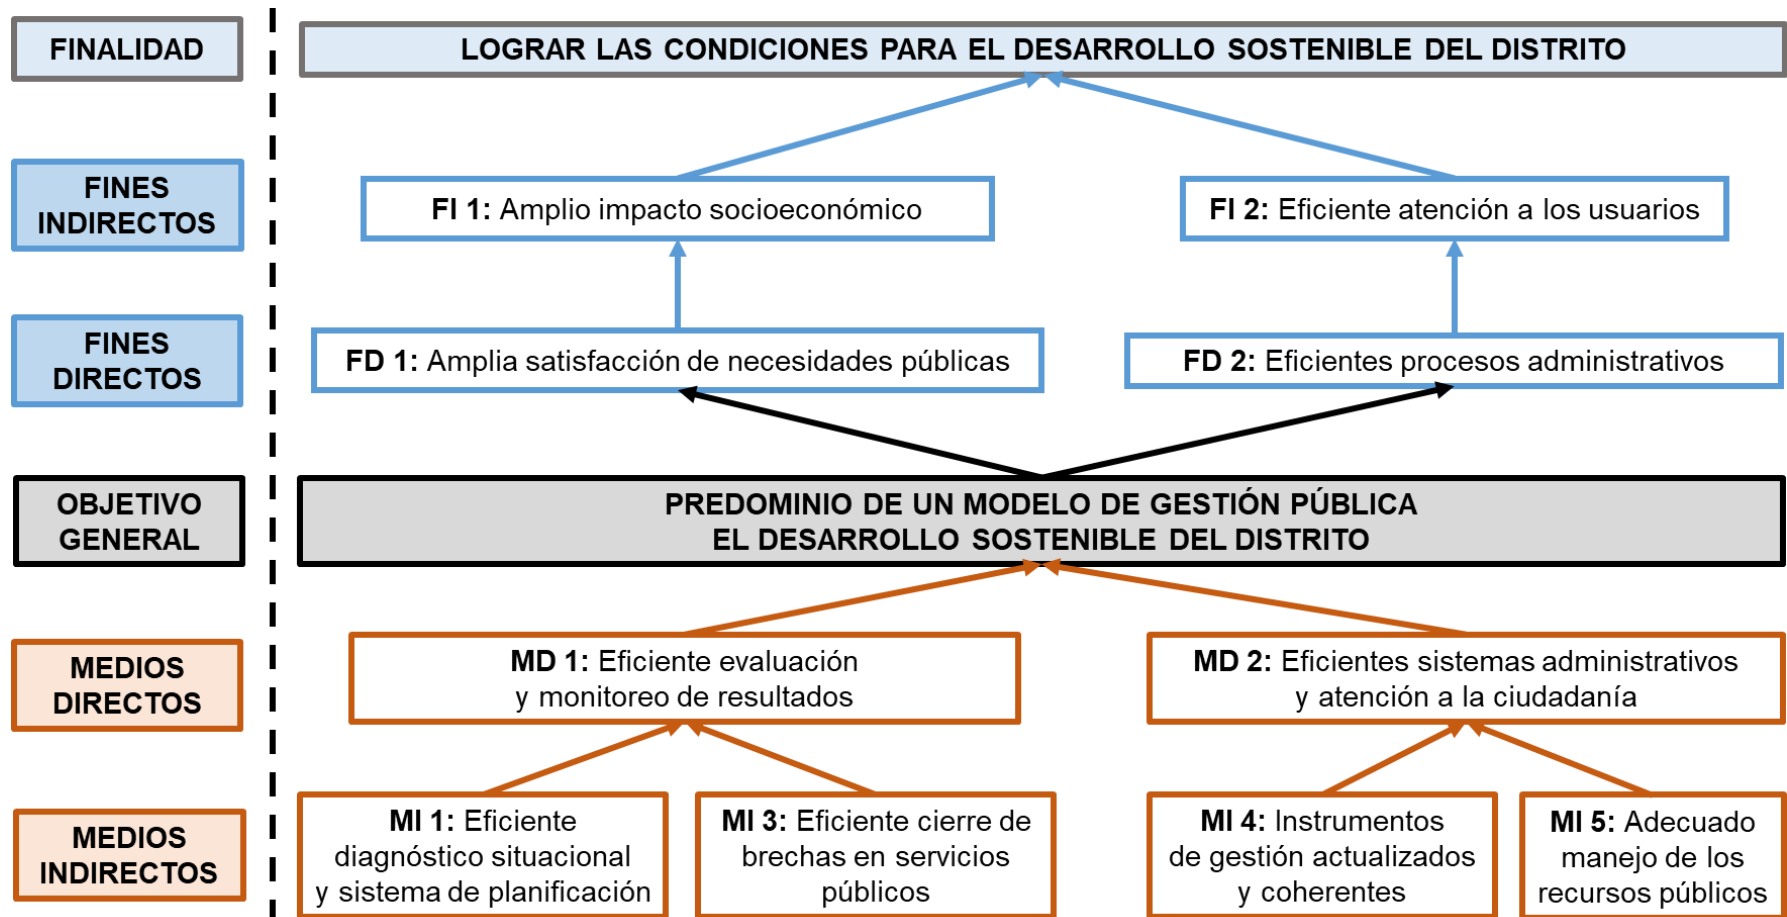 FINALIDAD
LOGRAR LAS CONDICIONES PARA EL DESARROLLO SOSTENIBLE DEL DISTRITO
FINES
INDIRECTOS
FI 1: Amplio impacto socioeconómico
FI 2: Eficiente atención a los usuarios
FINES
DIRECTOS
FD 1: Amplia satisfacción de necesidades públicas
FD 2: Eficientes procesos administrativos
OBJETIVO
GENERAL
PREDOMINIO DE UN MODELO DE GESTIÓN PÚBLICA
EL DESARROLLO SOSTENIBLE DEL DISTRITO
MEDIOS
DIRECTOS
MD 1: Eficiente evaluación
y monitoreo de resultados
MD 2: Eficientes sistemas administrativos
y atención a la ciudadanía
MEDIOS
INDIRECTOS
MI 1: Eficiente
diagnóstico situacional
y sistema de planificación
MI 3: Eficiente cierre de
brechas en servicios
públicos
MI 4: Instrumentos
de gestión actualizados
y coherentes
MI 5: Adecuado
manejo de los
recursos públicos